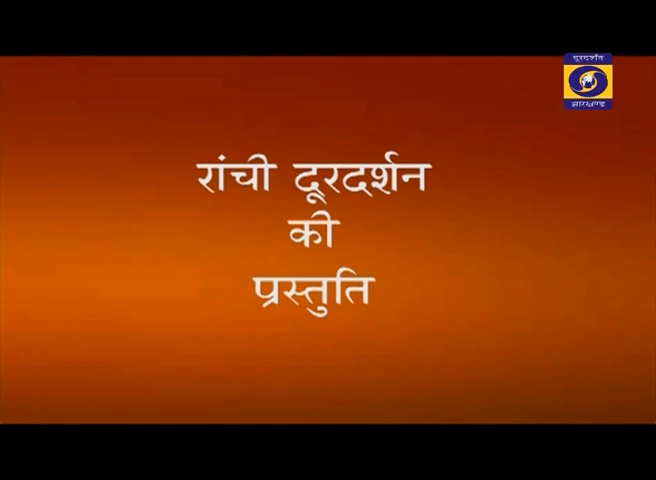 दूरदर्शन
झारखण्ड
रांची दूरदर्शन
की
प्रस्तुति